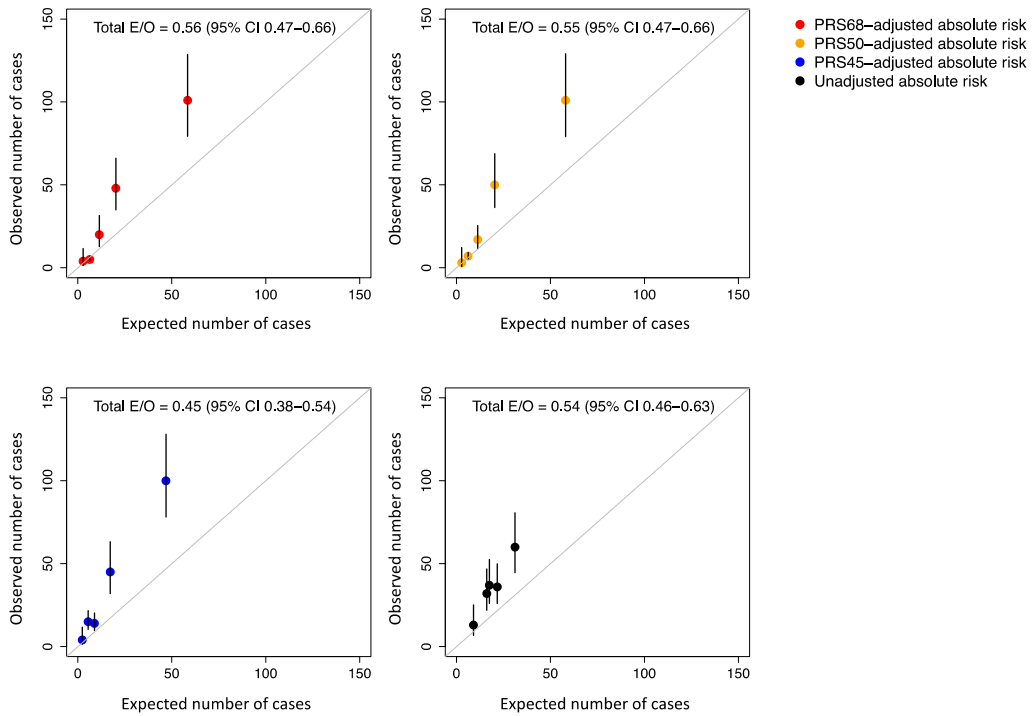 Total E/O = 0.56 (95% CI 0.47−0.66)
Observed number of cases
0
50
100
150
0
50
100
150
Expected number of cases
Total E/O = 0.55 (95% CI 0.47−0.66)
Observed number of cases
0
50
100
150
0
50
100
150
Expected number of cases
PRS68−adjusted absolute risk
PRS50−adjusted absolute risk
PRS45−adjusted absolute risk
Unadjusted absolute risk
Total E/O = 0.45 (95% CI 0.38−0.54)
Observed number of cases
0
50
100
150
0
50
100
150
Expected number of cases
Total E/O = 0.54 (95% CI 0.46−0.63)
Observed number of cases
0
50
100
150
0
50
100
150
Expected number of cases